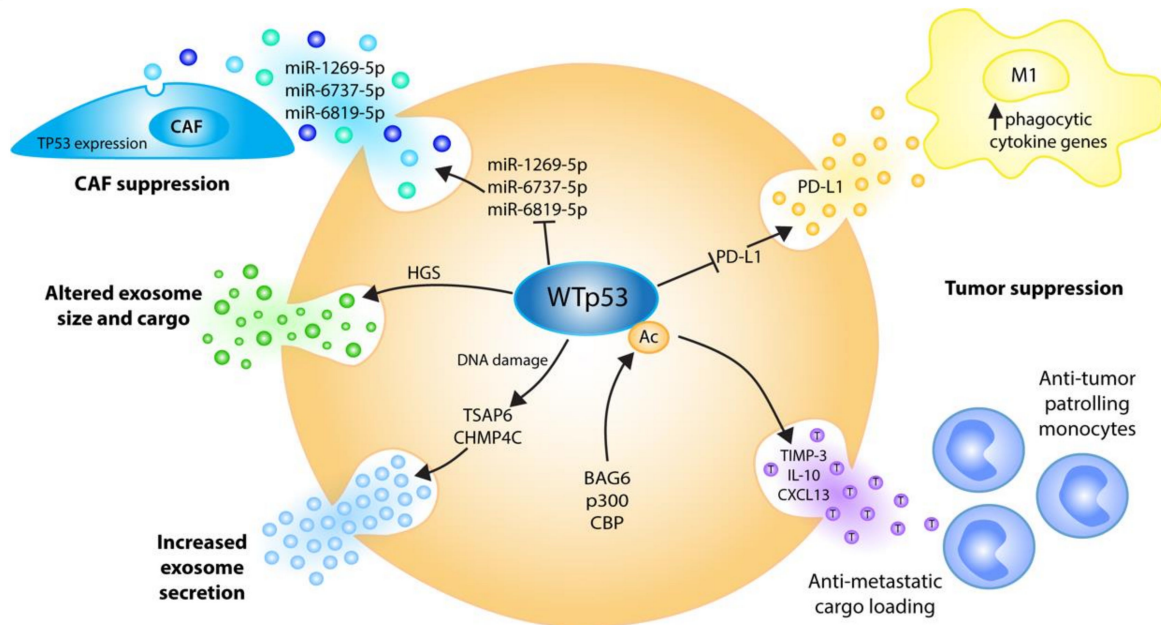 miR-1269-5p
miR-6737-5p
miR-6819-5p
CAF
TP53 expression
CAF suppression
miR-1269-5p
miR-6737-5p
miR-6819-5p
M1
phagocytic
cytokine genes
PD-L1
PD-L1
HGS
WTp53
Ac
Altered exosome
size and cargo
Tumor suppression
DNA damage
TSAP6
CHMP4C
BAG6
p300
CBP
Increased
exosome
secretion
T
T
TIMP-3
IL-10
CXCL13
T
T
T
T
T
T
T
T
T
T
Anti-tumor
patrolling
monocytes
Anti-metastatic
cargo loading